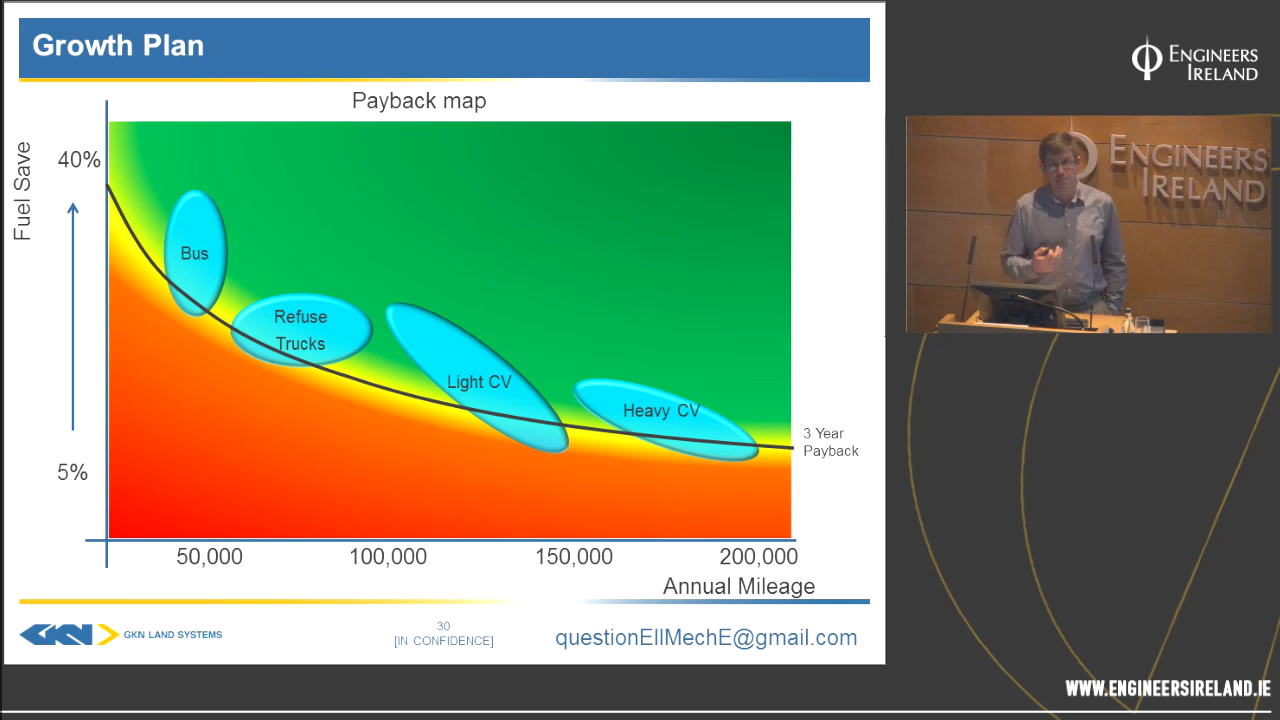 Growth Plan
Payback map
Fuel Save
40%
5%
Bus
Refuse
Trucks
Light CV
Heavy CV
3 Year
Payback
50,000
100,000
150,000
200,000
Annual Mileage
GKN
GKN LAND SYSTEMS
30
[IN CONFIDENCE]
questionEIIMechE@gmail.com
ENGINEERS
IRELAND
ENGINEERS
IRELAND
WWW.ENGINEERSIRELAND.IE